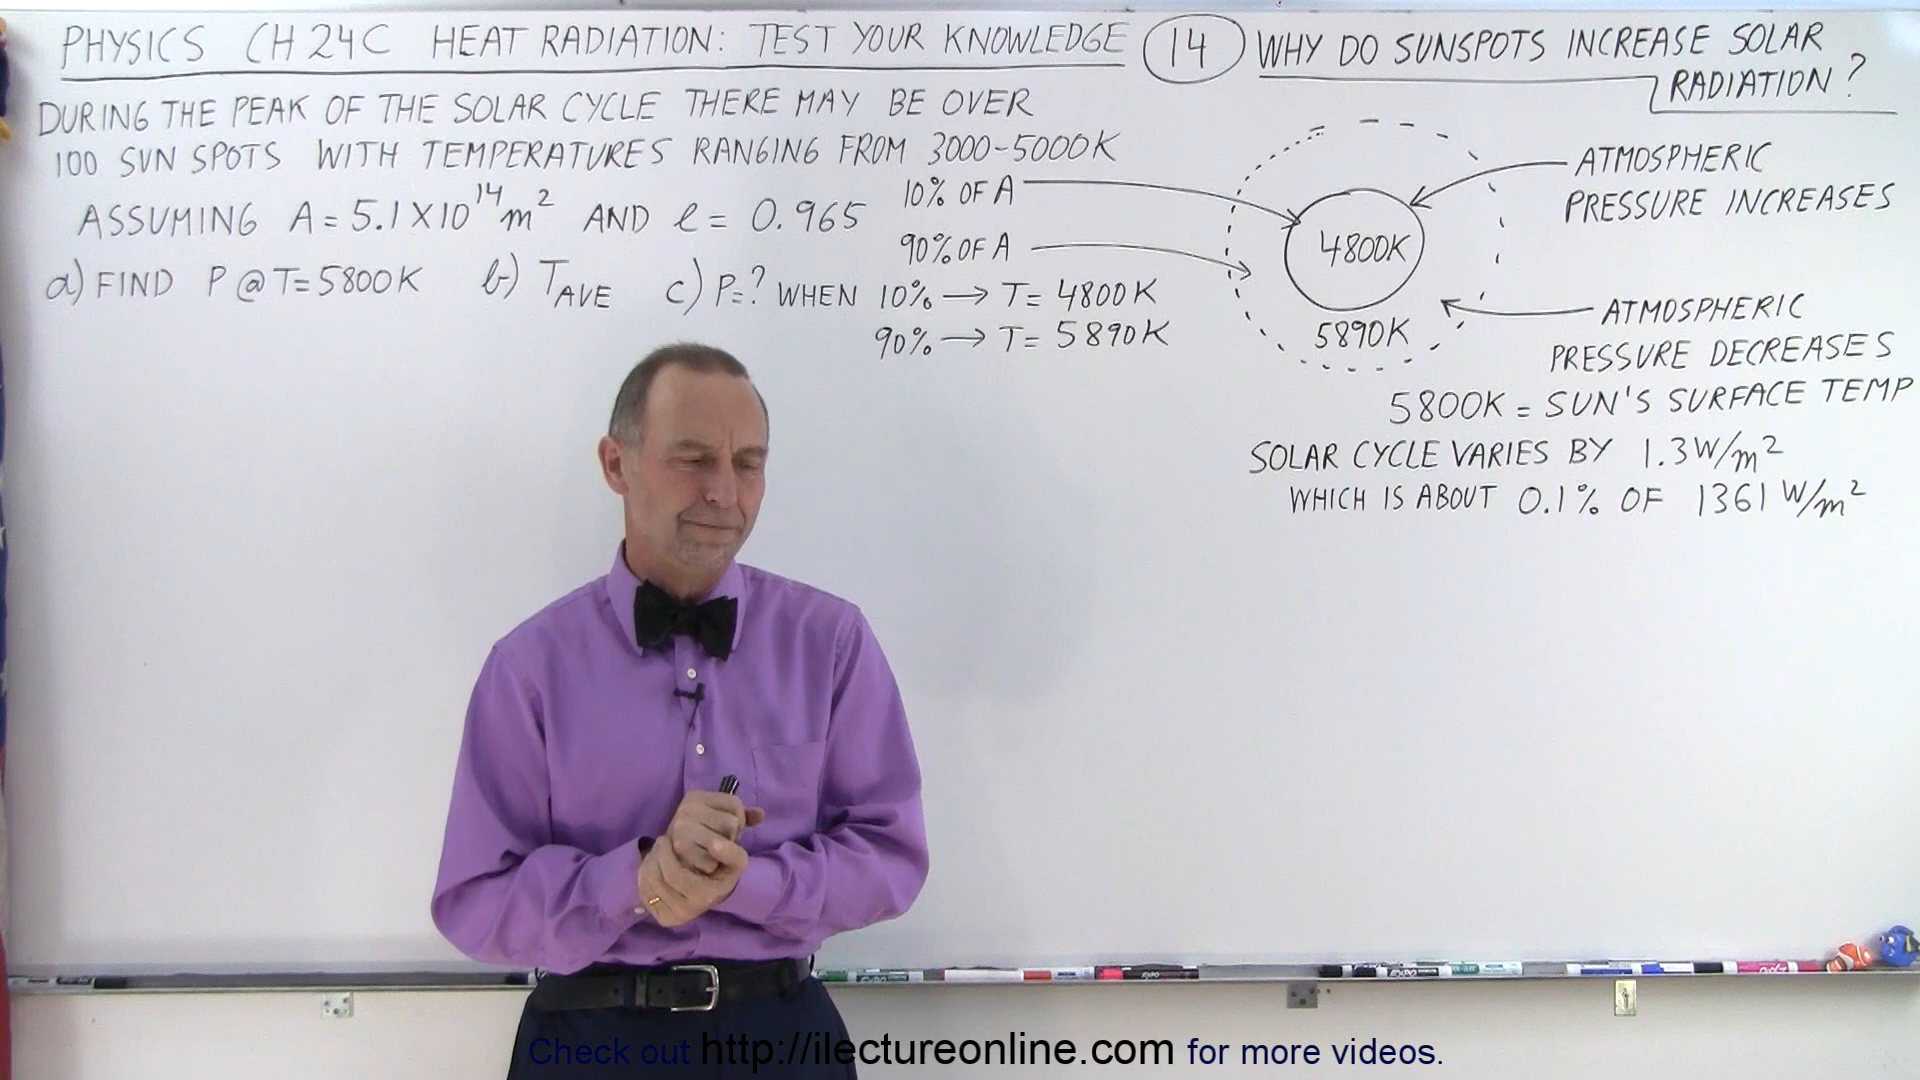 PHYSICS CH 24C HEAT RADIATION: TEST YOUR KNOWLEDGE 14 WHY DO SUNSPOTS INCREASE SOLAR
RADIATION?
DURING THE PEAK OF THE SOLAR CYCLE THERE MAY BE OVER
100 SUN SPOTS WITH TEMPERATURES RANGING FROM 3000-5000K
ASSUMING A = 5.1 X 10^14 m^2 AND e = 0.965
a) FIND P @ T = 5800K b) T_AVE c) P = ? WHEN 10% → T = 4800K
90% → T = 5890K
10% OF A
90% OF A
4800K
5890K
ATMOSPHERIC
PRESSURE INCREASES
ATMOSPHERIC
PRESSURE DECREASES
5800K = SUN'S SURFACE TEMP
SOLAR CYCLE VARIES BY 1.3 W/m^2
WHICH IS ABOUT 0.1% OF 1361 W/m^2
Check out http://ilectureonline.com for more videos.